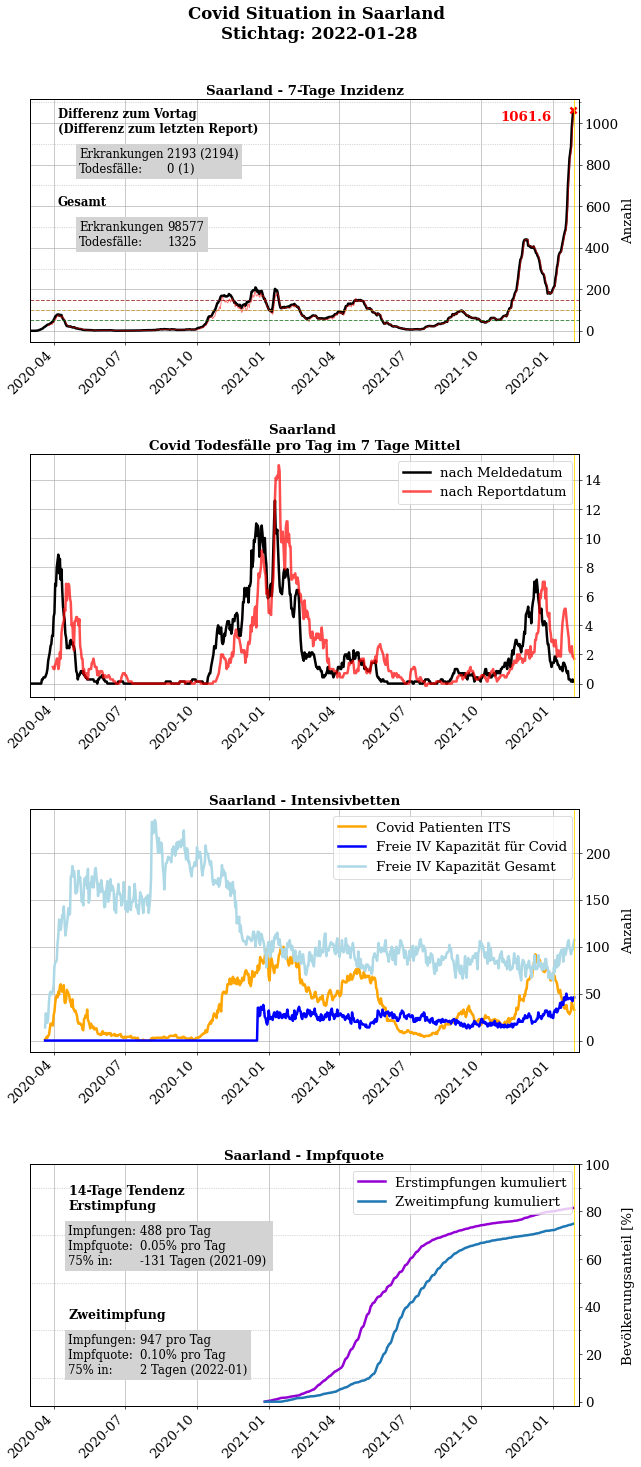 Covid Situation in Saarland
Stichtag: 2022-01-28
Saarland - 7-Tage Inzidenz
Differenz zum Vortag
(Differenz zum letzten Report)
Erkrankungen 2193 (2194)
Todesfälle: 0 (1)
Gesamt
Erkrankungen 98577
Todesfälle: 1325
1061.6
1000
800
600
400
200
0
Anzahl
2020-04
2020-07
2020-10
2021-01
2021-04
2021-07
2021-10
2022-01
Saarland
Covid Todesfälle pro Tag im 7 Tage Mittel
nach Meldedatum
nach Reportdatum
14
12
10
8
6
4
2
0
2020-04
2020-07
2020-10
2021-01
2021-04
2021-07
2021-10
2022-01
Saarland - Intensivbetten
Covid Patienten ITS
Freie IV Kapazität für Covid
Freie IV Kapazität Gesamt
200
150
100
50
0
Anzahl
2020-04
2020-07
2020-10
2021-01
2021-04
2021-07
2021-10
2022-01
Saarland - Impfquote
14-Tage Tendenz
Erstimpfung
Impfungen: 488 pro Tag
Impfquote: 0.05% pro Tag
75% in: -131 Tagen (2021-09)
Zweitimpfung
Impfungen: 947 pro Tag
Impfquote: 0.10% pro Tag
75% in: 2 Tagen (2022-01)
Erstimpfungen kumuliert
Zweitimpfung kumuliert
100
80
60
40
20
0
Bevölkerungsanteil [%]
2020-04
2020-07
2020-10
2021-01
2021-04
2021-07
2021-10
2022-01